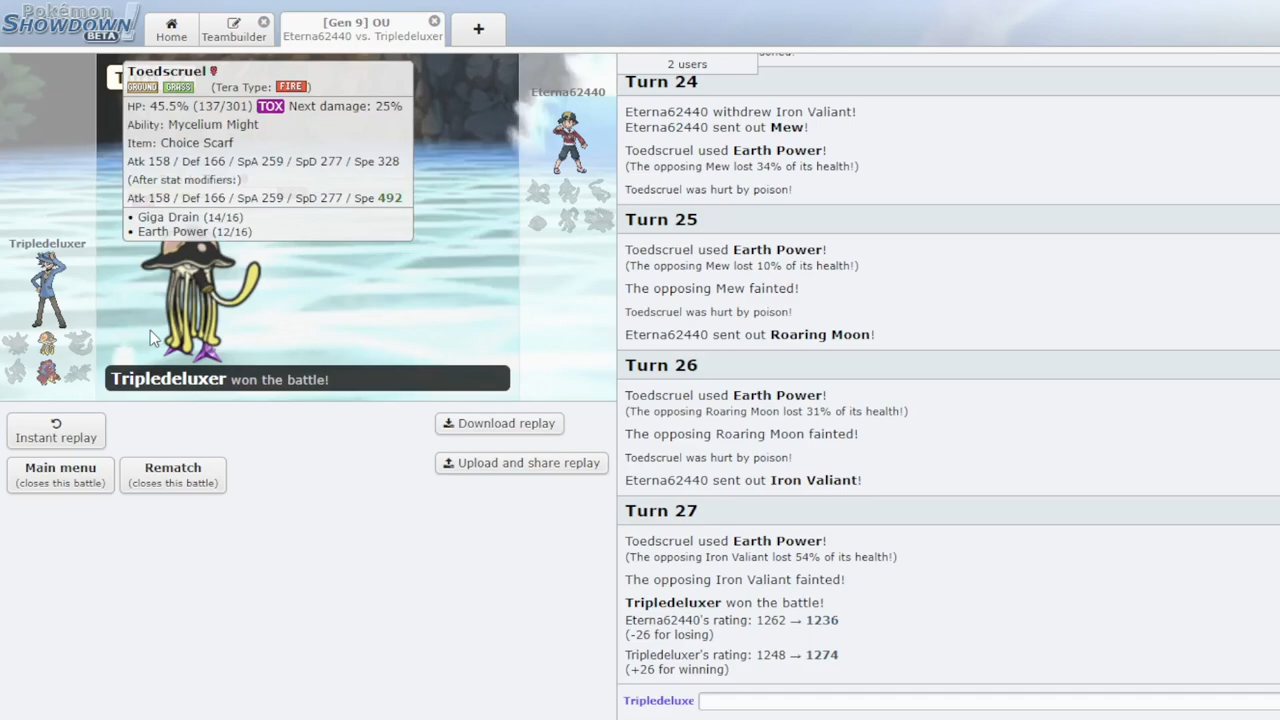 Pokémon
SHOWDOWN!
BETA
Home
Teambuilder
[Gen 9] OU
Eterna62440 vs. Tripledeluxer
+
T
Toedscruel
GROUND GRASS (Tera Type: FIRE)
HP: 45.5% (137/301) TOX Next damage: 25%
Ability: Mycelium Might
Item: Choice Scarf
Atk 158 / Def 166 / SpA 259 / SpD 277 / Spe 328
(After stat modifiers:)
Atk 158 / Def 166 / SpA 259 / SpD 277 / Spe 492
• Giga Drain (14/16)
• Earth Power (12/16)
Eterna62440
Tripledeluxer
Tripledeluxer won the battle!
Instant replay
Download replay
Main menu
(closes this battle)
Rematch
(closes this battle)
Upload and share replay
2 users
Turn 24
Eterna62440 withdrew Iron Valiant!
Eterna62440 sent out Mew!
Toedscruel used Earth Power!
(The opposing Mew lost 34% of its health!)
Toedscruel was hurt by poison!
Turn 25
Toedscruel used Earth Power!
(The opposing Mew lost 10% of its health!)
The opposing Mew fainted!
Toedscruel was hurt by poison!
Eterna62440 sent out Roaring Moon!
Turn 26
Toedscruel used Earth Power!
(The opposing Roaring Moon lost 31% of its health!)
The opposing Roaring Moon fainted!
Toedscruel was hurt by poison!
Eterna62440 sent out Iron Valiant!
Turn 27
Toedscruel used Earth Power!
(The opposing Iron Valiant lost 54% of its health!)
The opposing Iron Valiant fainted!
Tripledeluxer won the battle!
Eterna62440's rating: 1262 → 1236
(-26 for losing)
Tripledeluxer's rating: 1248 → 1274
(+26 for winning)
Tripledeluxe